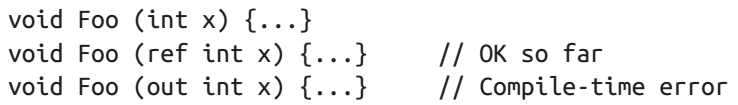 void Foo (int x) {...}
void Foo (ref int x) {...}      // OK so far
void Foo (out int x) {...}      // Compile-time error